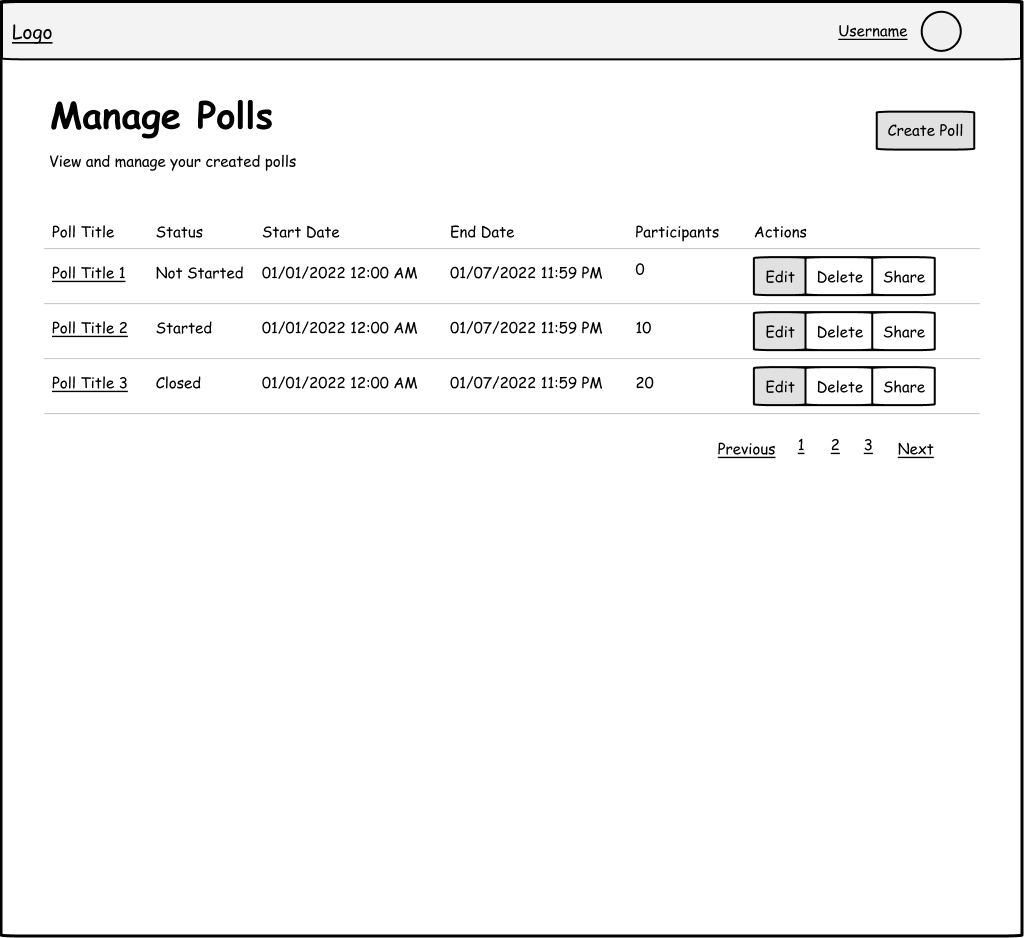 Logo Username
Manage Polls
Create Poll
View and manage your created polls
Poll Title Status Start Date End Date Participants Actions
Poll Title 1 Not Started 01/01/2022 12:00 AM 01/07/2022 11:59 PM 0 Edit Delete Share
Poll Title 2 Started 01/01/2022 12:00 AM 01/07/2022 11:59 PM 10 Edit Delete Share
Poll Title 3 Closed 01/01/2022 12:00 AM 01/07/2022 11:59 PM 20 Edit Delete Share
Previous 1 2 3 Next